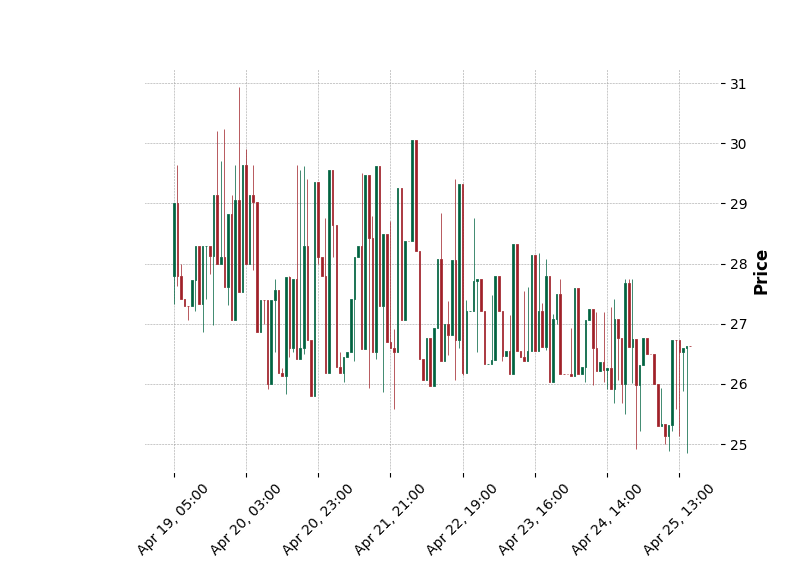 31
30
29
28
27
26
25
Price
Apr 19, 05:00
Apr 20, 03:00
Apr 20, 23:00
Apr 21, 21:00
Apr 22, 19:00
Apr 23, 16:00
Apr 24, 14:00
Apr 25, 13:00